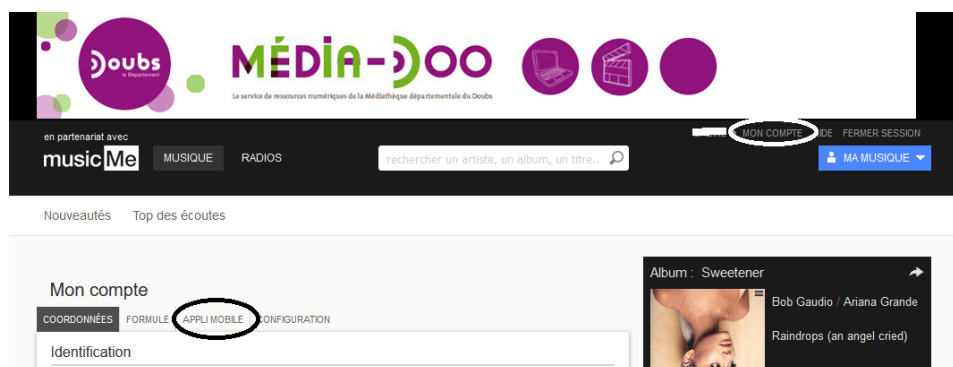 Doubs
le Département
MÉDIA-DOO
Le service de ressources numériques de la Médiathèque départementale du Doubs
en partenariat avec
musicMe
MUSIQUE
RADIOS
rechercher un artiste, un album, un titre..
MON COMPTE
FERMER SESSION
MA MUSIQUE
Nouveautés
Top des écoutes
Mon compte
COORDONNÉES
FORMULE
APPLI MOBILE
CONFIGURATION
Identification
Album : Sweetener
Bob Gaudio / Ariana Grande
Raindrops (an angel cried)